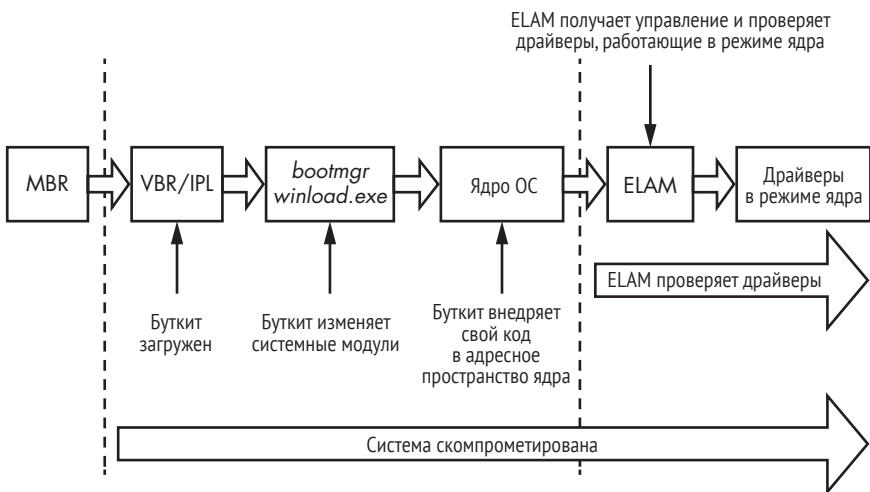 ELAM получает управление и проверяет
драйверы, работающие в режиме ядра
MBR
VBR/IPL
bootmgr
winload.exe
Ядро ОС
ELAM
Драйверы
в режиме ядра
ELAM проверяет драйверы
Буткит
загружен
Буткит изменяет
системные модули
Буткит внедряет
свой код
в адресное
пространство ядра
Система скомпрометирована